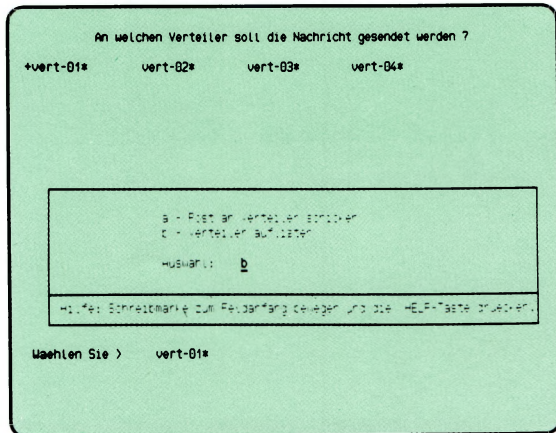 An welchen Verteiler soll die Nachricht gesendet werden ?
+vert-01* vert-02* vert-03* vert-04*
a - Post an Verteiler schicken
b - Verteiler auflisten
Auswahl: b
Hilfe: Schreibmarke zum Feldanfang bewegen und die HELP-Taste druecken.
Waehlen Sie > vert-01*